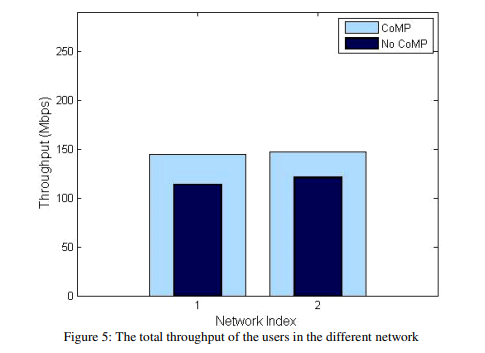 CoMP
No CoMP
250
200
150
100
50
0
Throughput (Mbps)
1 2
Network Index
Figure 5: The total throughput of the users in the different network